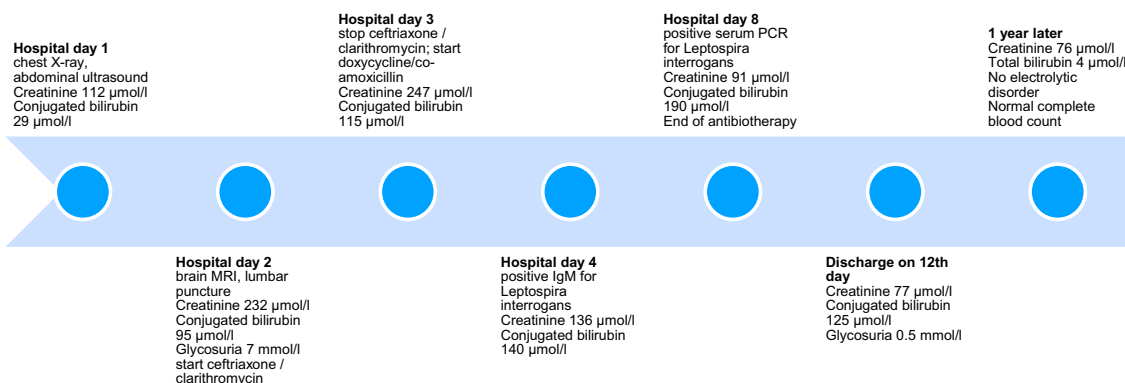 Hospital day 1
chest X-ray,
abdominal ultrasound
Creatinine 112 µmol/l
Conjugated bilirubin
29 µmol/l
Hospital day 2
brain MRI, lumbar
puncture
Creatinine 232 µmol/l
Conjugated bilirubin
95 µmol/l
Glycosuria 7 mmol/l
start ceftriaxone /
clarithromycin
Hospital day 3
stop ceftriaxone /
clarithromycin; start
doxycycline/co-
amoxicillin
Creatinine 247 µmol/l
Conjugated bilirubin
115 µmol/l
Hospital day 4
positive IgM for
Leptospira
interrogans
Creatinine 136 µmol/l
Conjugated bilirubin
140 µmol/l
Hospital day 8
positive serum PCR
for Leptospira
interrogans
Creatinine 91 µmol/l
Conjugated bilirubin
190 µmol/l
End of antibiotherapy
Discharge on 12th
day
Creatinine 77 µmol/l
Conjugated bilirubin
125 µmol/l
Glycosuria 0.5 mmol/l
1 year later
Creatinine 76 µmol/l
Total bilirubin 4 µmol/l
No electrolytic
disorder
Normal complete
blood count